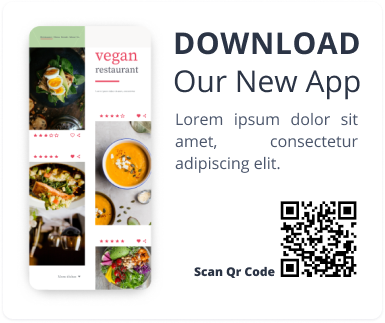 vegan
restaurant
DOWNLOAD
Our New App
Lorem ipsum dolor sit
amet, consectetur
adipiscing elit.
Scan Qr Code